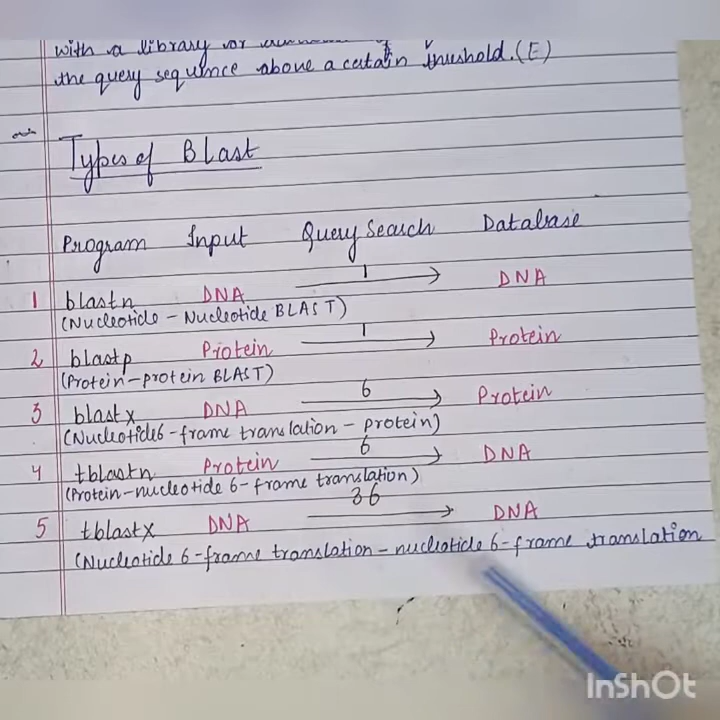 with a library or
the query sequence above a certain threshold. (E)
Types of Blast
Program Input Query Search Database
1 blastn DNA 1 DNA
(Nucleotide - Nucleotide BLAST)
2 blastp Protein 1 Protein
(Protein-protein BLAST)
3 blastx DNA 6 Protein
(Nucleotide 6-frame translation - protein)
4 tblastn Protein 6 DNA
(Protein-nucleotide 6-frame translation)
5 tblastx DNA 36 DNA
(Nucleotide 6-frame translation - nucleotide 6-frame translation
InShOt